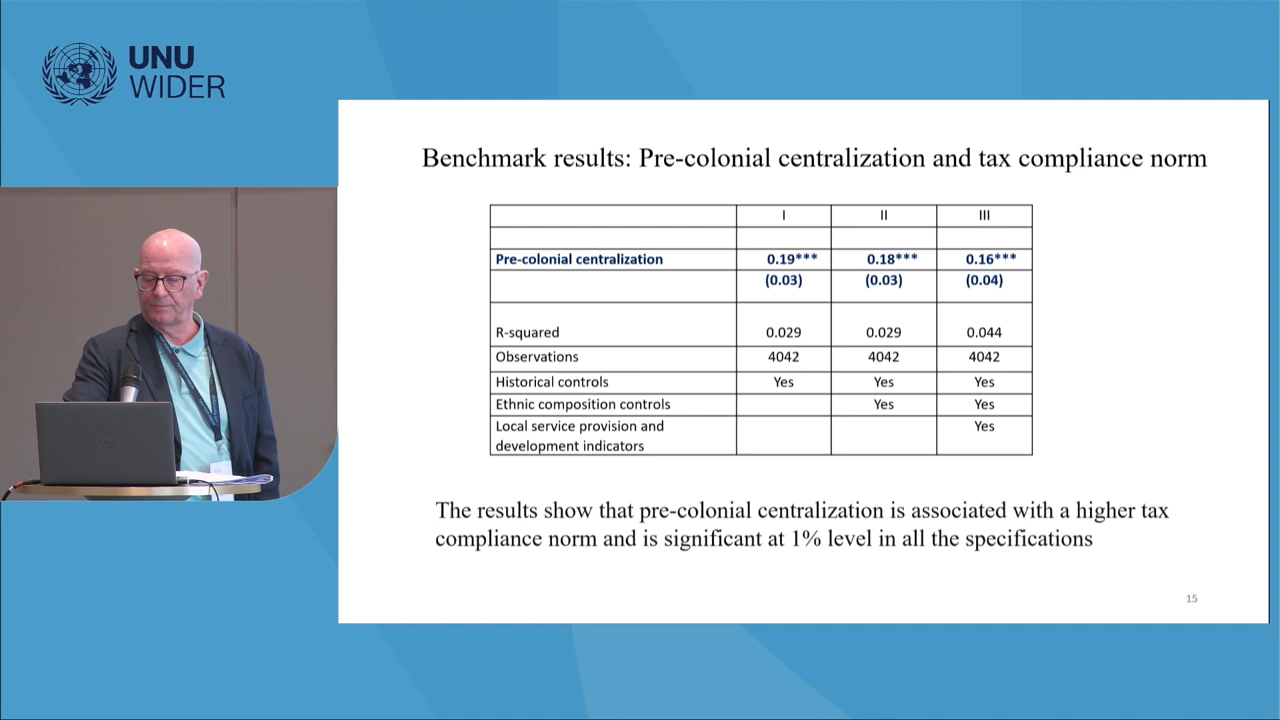 UNU
WIDER
Benchmark results: Pre-colonial centralization and tax compliance norm
I II III
Pre-colonial centralization 0.19*** 0.18*** 0.16***
(0.03) (0.03) (0.04)
R-squared 0.029 0.029 0.044
Observations 4042 4042 4042
Historical controls Yes Yes Yes
Ethnic composition controls Yes Yes
Local service provision and Yes
development indicators
The results show that pre-colonial centralization is associated with a higher tax
compliance norm and is significant at 1% level in all the specifications
15